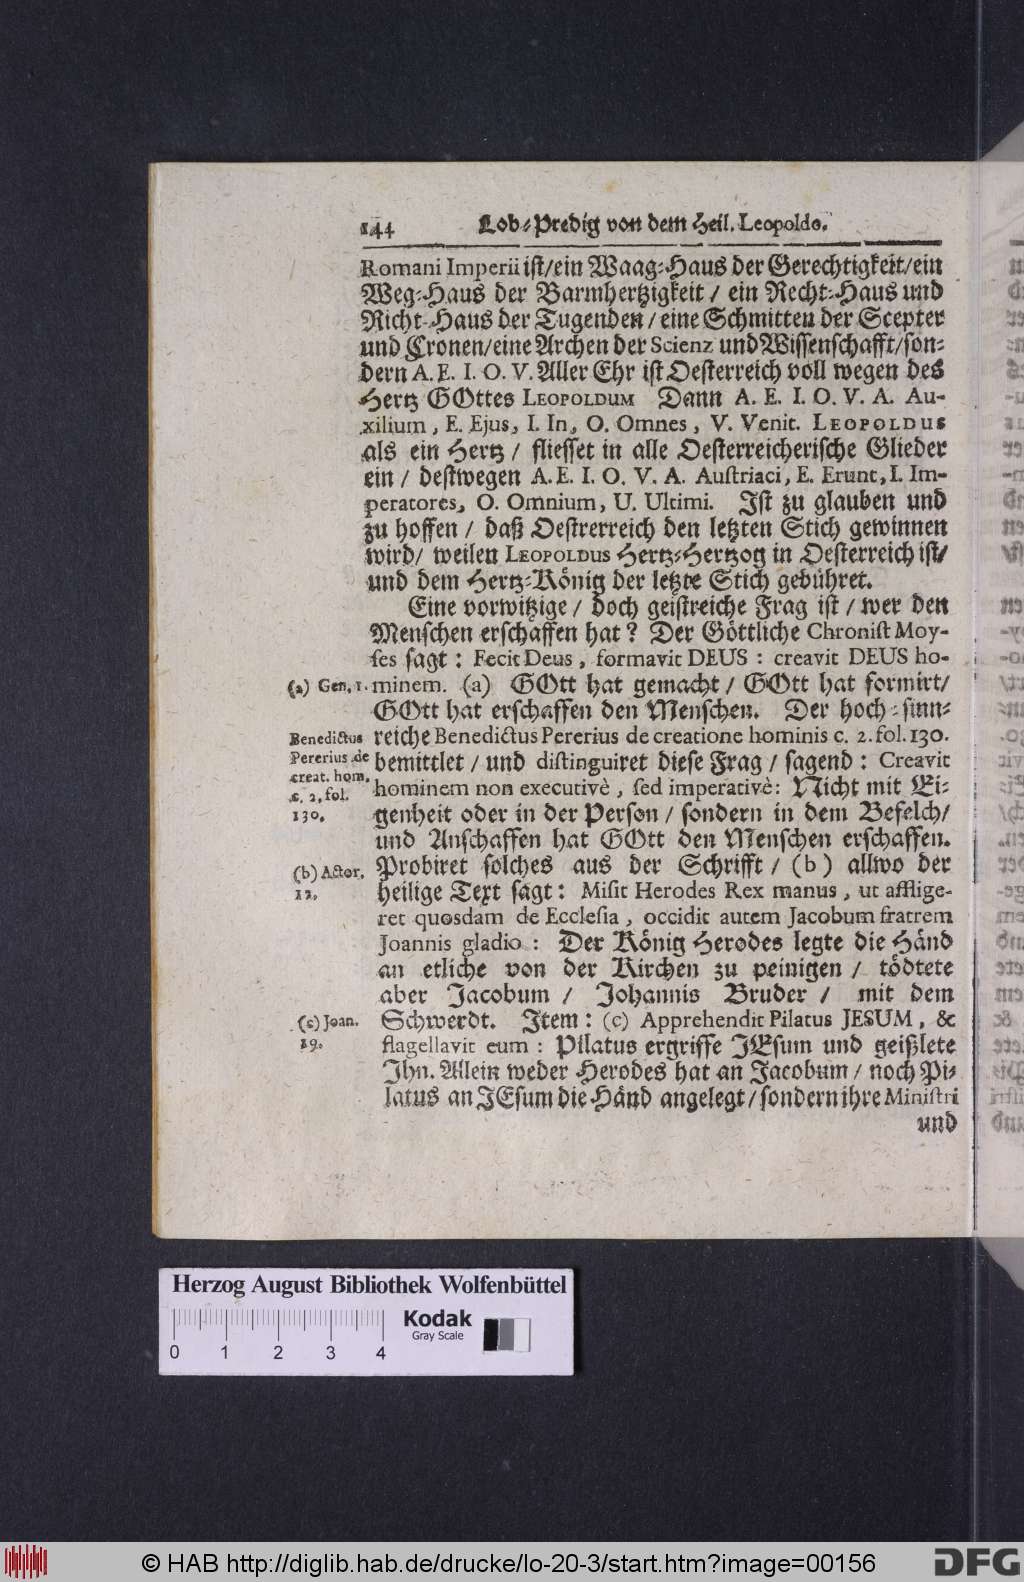 144 Lob-Predig von dem Heil. Leopoldo.
Romani Imperii ist/ein Waag-Haus der Gerechtigkeit/ein
Weg-Haus der Barmhertzigkeit / ein Recht-Haus und
Richt-Haus der Tugenden / eine Schmitten der Scepter
und Cronen/eine Archen der Scienz und Wissenschafft/son-
dern A. E. I. O. V. Aller Ehr ist Oesterreich voll wegen des
Hertz GOttes LEOPOLDUM Dann A. E. I. O. V. A. Au-
xilium, E. Ejus, I. In, O. Omnes, V. Venit. LEOPOLDUS
als ein Hertz / fliesset in alle Oesterreicherische Glieder
ein / destwegen A. E. I. O. V. A. Auſtriaci, E. Erunt, I. Im-
peratores, O. Omnium, U. Ultimi. Ist zu glauben und
zu hoffen / daß Oestrerreich den letzten Stich gewinnen
wird/ weilen LEOPOLDUS Hertz-Hertzog in Oesterreich ist/
und dem Hertz-König der letzte Stich gebühret.
Eine vorwitzige / doch geistreiche Frag ist / wer den
Menschen erschaffen hat? Der Göttliche Chroniſt Moy-
ſes sagt: Fecit Deus, formavit DEUS: creavit DEUS ho-
(a) Gen. 1. minem. (a) GOtt hat gemacht / GOtt hat formirt/
GOtt hat erschaffen den Menschen. Der hoch-sinn-
Benedictus reiche Benedictus Pererius de creatione hominis c. 2. fol. 130.
Pererius de bemittlet / und diſtinguiret diese Frag / sagend: Creavit
creat. hom. hominem non executivè, ſed imperativè: Nicht mit Ei-
c. 2. fol. genheit oder in der Person / sondern in dem Befelch/
130. und Anschaffen hat GOtt den Menschen erschaffen.
(b) Actor. Probiret solches aus der Schrifft / (b) allwo der
12. heilige Text sagt: Miſit Herodes Rex manus, ut afflige-
ret quosdam de Eccleſia, occidit autem Jacobum fratrem
Joannis gladio: Der König Herodes legte die Händ
an etliche von der Kirchen zu peinigen / tödtete
aber Jacobum / Johannis Bruder / mit dem
(c) Joan. Schwerdt. Item: (c) Apprehendit Pilatus JESUM, &
19. flagellavit eum: Pilatus ergriffe JEsum und geißlete
Ihn. Allein weder Herodes hat an Jacobum / noch Pi-
latus an JEsum die Händ angelegt / sondern ihre Miniſtri
und
Herzog August Bibliothek Wolfenbüttel
Kodak
Gray Scale
0 1 2 3 4
© HAB http://diglib.hab.de/drucke/lo-20-3/start.htm?image=00156
DFG